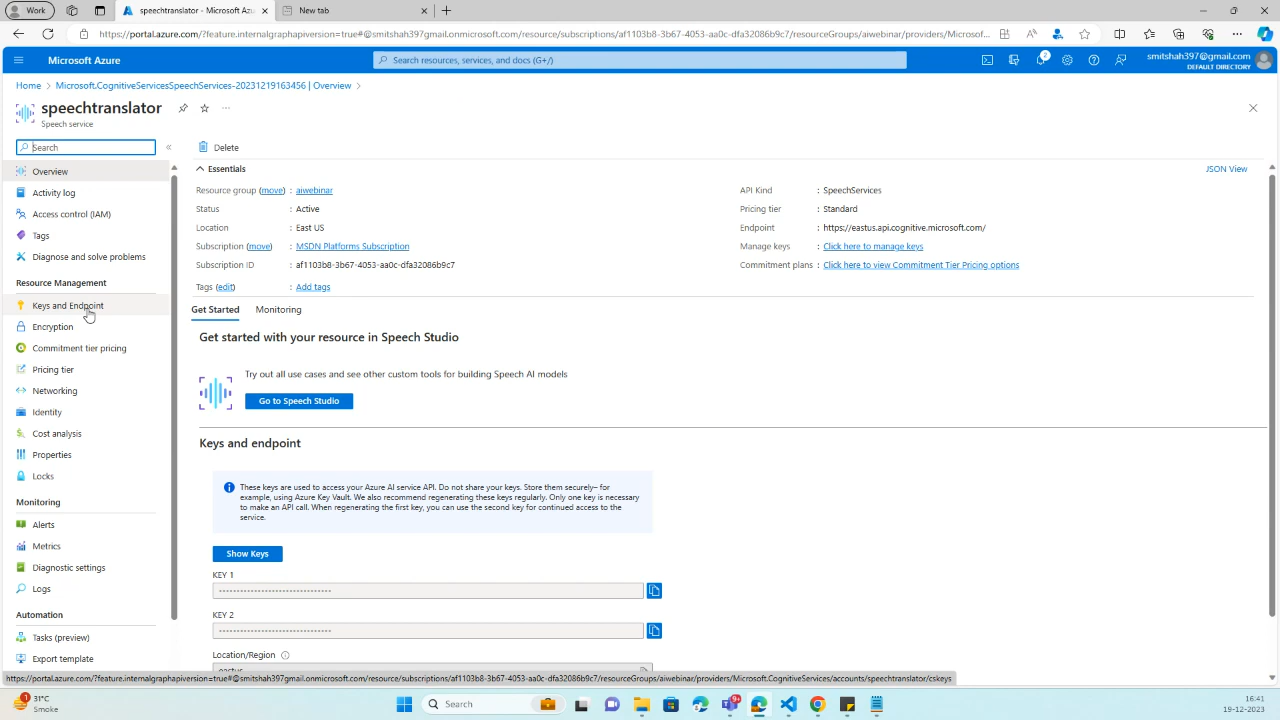 Work
speechtranslator - Microsoft Az
New tab
https://portal.azure.com/?feature.internalgraphapiversion=true#@smitshah397gmail.onmicrosoft.com/resource/subscriptions/af1103b8-3b67-4053-aa0c-dfa32086b9c7/resourceGroups/aiwebinar/providers/Microsof...
Microsoft Azure
Search resources, services, and docs (G+/)
2
smitshah397@gmail.com
DEFAULT DIRECTORY
Home > Microsoft.CognitiveServicesSpeechServices-20231219163456 | Overview >
speechtranslator
Speech service
Search
Delete
Overview
Activity log
Access control (IAM)
Tags
Diagnose and solve problems
Resource Management
Keys and Endpoint
Encryption
Commitment tier pricing
Pricing tier
Networking
Identity
Cost analysis
Properties
Locks
Monitoring
Alerts
Metrics
Diagnostic settings
Logs
Automation
Tasks (preview)
Export template
Essentials
JSON View
Resource group (move) : aiwebinar
Status : Active
Location : East US
Subscription (move) : MSDN Platforms Subscription
Subscription ID : af1103b8-3b67-4053-aa0c-dfa32086b9c7
Tags (edit) : Add tags
API Kind : SpeechServices
Pricing tier : Standard
Endpoint : https://eastus.api.cognitive.microsoft.com/
Manage keys : Click here to manage keys
Commitment plans : Click here to view Commitment Tier Pricing options
Get Started Monitoring
Get started with your resource in Speech Studio
Try out all use cases and see other custom tools for building Speech AI models
Go to Speech Studio
Keys and endpoint
These keys are used to access your Azure AI service API. Do not share your keys. Store them securely– for
example, using Azure Key Vault. We also recommend regenerating these keys regularly. Only one key is necessary
to make an API call. When regenerating the first key, you can use the second key for continued access to the
service.
Show Keys
KEY 1
KEY 2
Location/Region
eastus
https://portal.azure.com/?feature.internalgraphapiversion=true#@smitshah397gmail.onmicrosoft.com/resource/subscriptions/af1103b8-3b67-4053-aa0c-dfa32086b9c7/resourceGroups/aiwebinar/providers/Microsoft.CognitiveServices/accounts/speechtranslator/cskeys
31°C
Smoke
Search
16:41
19-12-2023